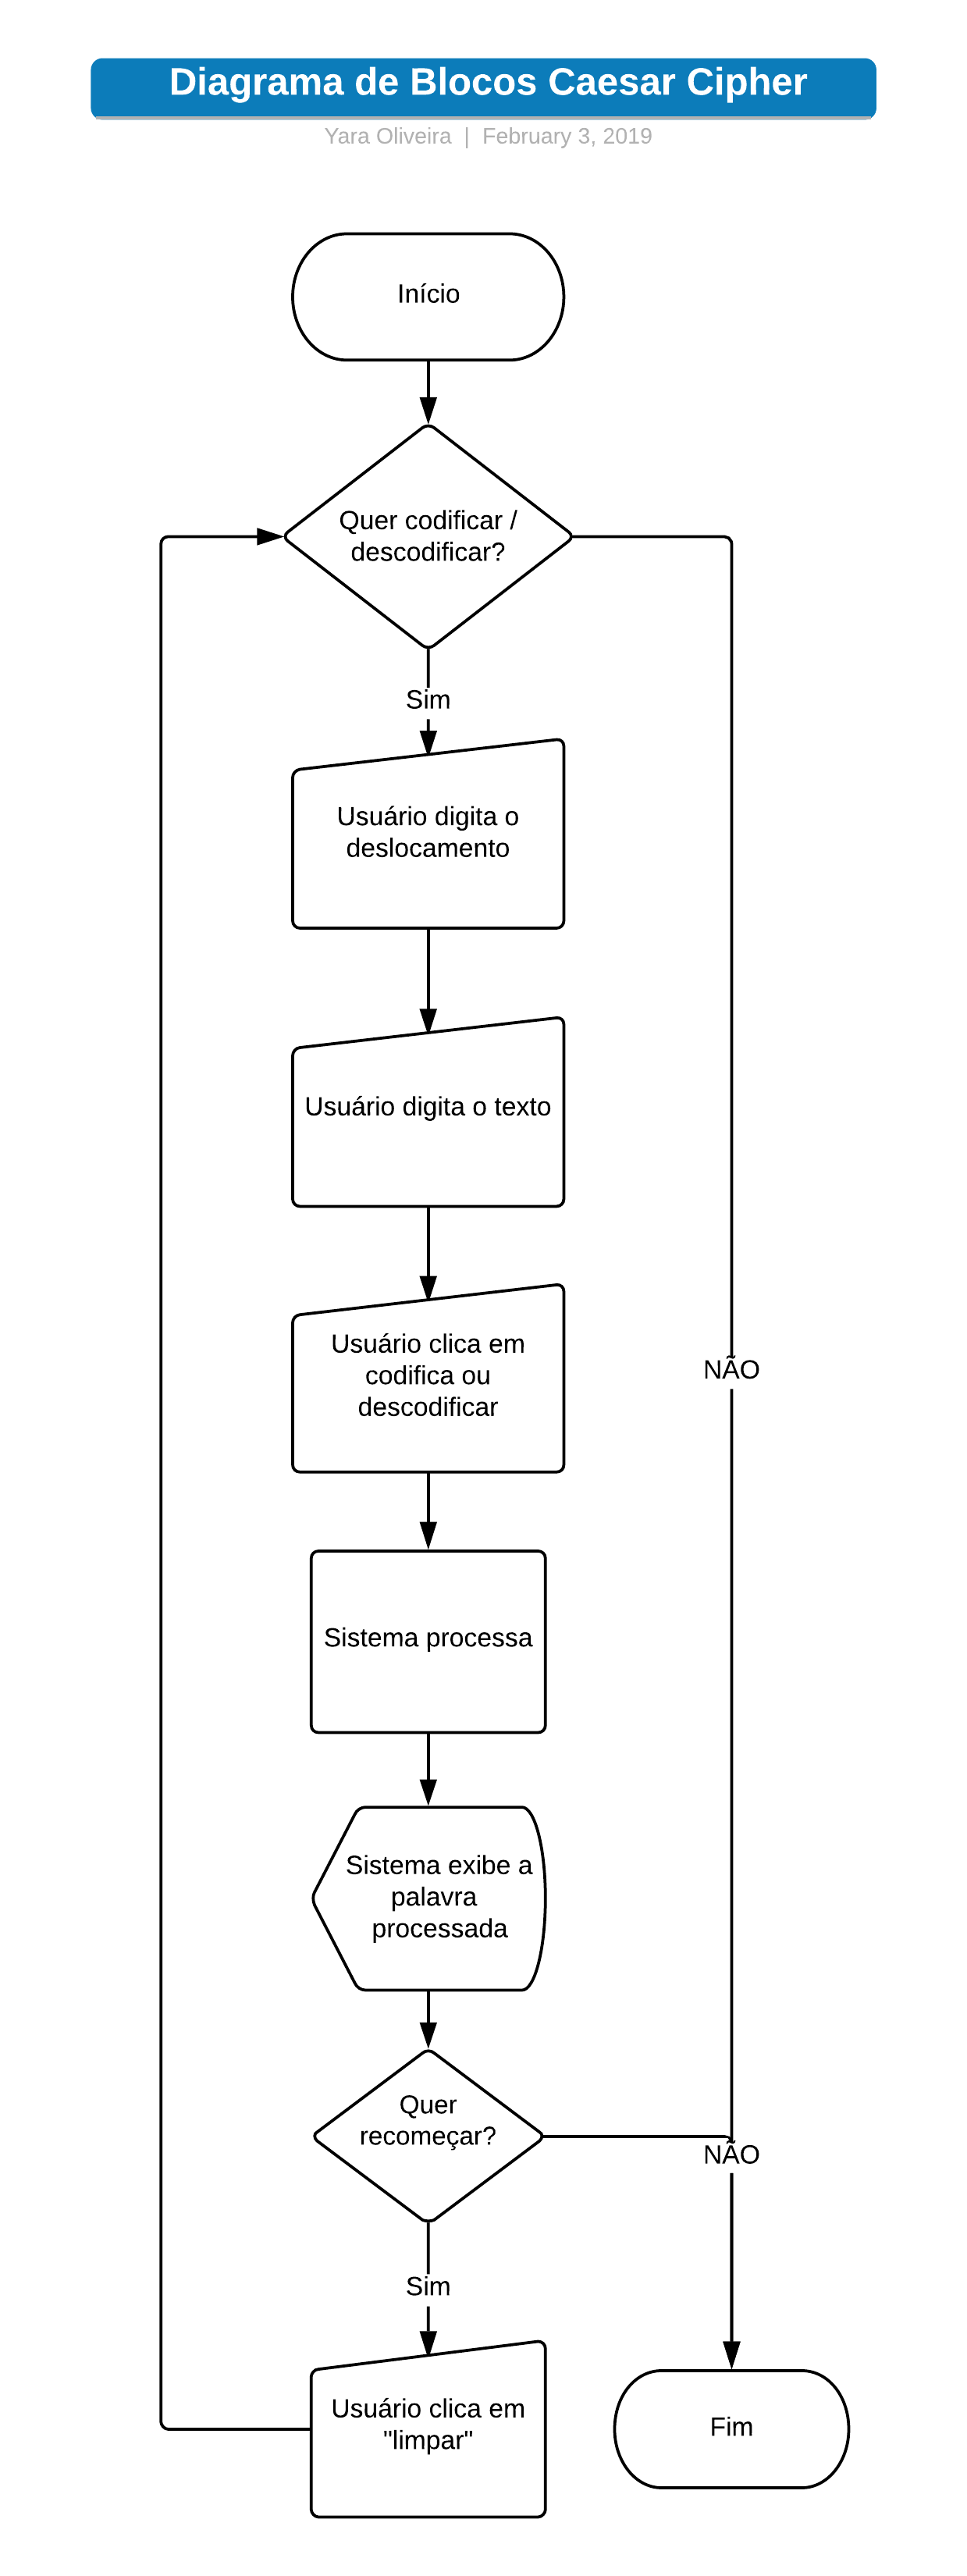 Diagrama de Blocos Caesar Cipher
Yara Oliveira | February 3, 2019
Início
Quer codificar /
descodificar?
Sim
Usuário digita o
deslocamento
Usuário digita o texto
Usuário clica em
codifica ou
descodificar
NÃO
Sistema processa
Sistema exibe a
palavra
processada
Quer
recomeçar?
NÃO
Sim
Usuário clica em
"limpar"
Fim